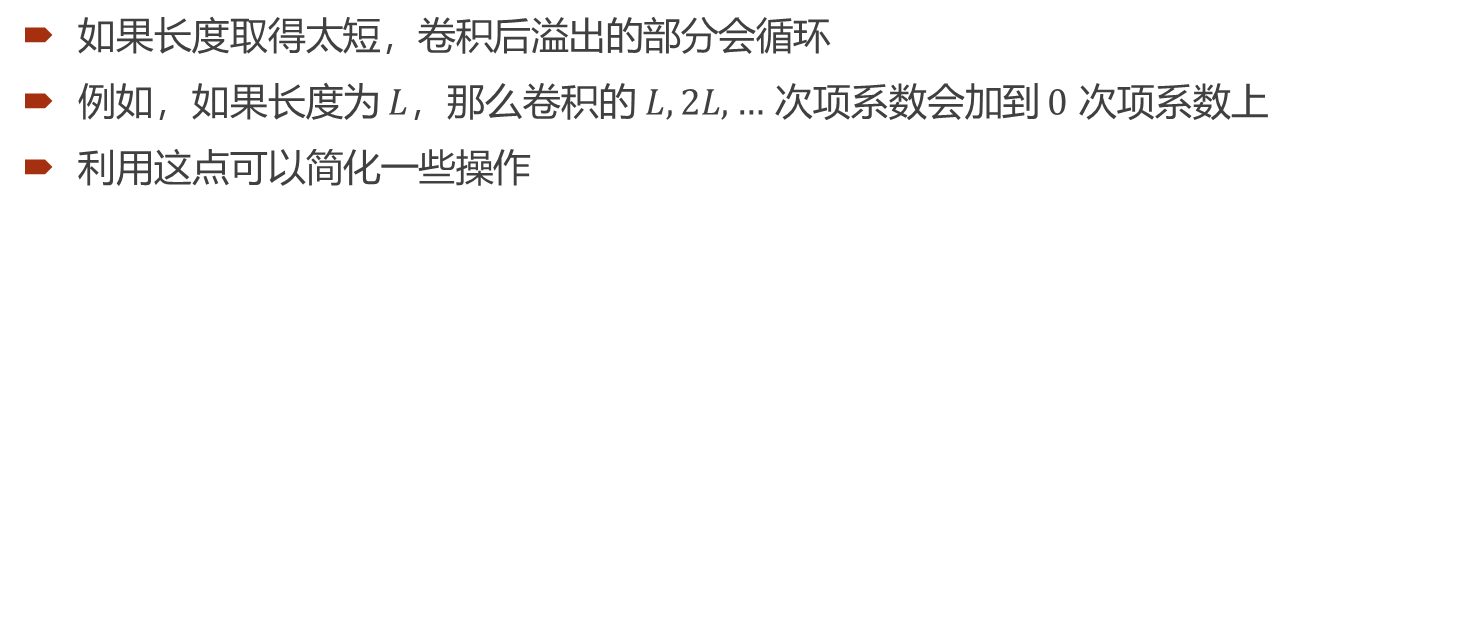 如果长度取得太短，卷积后溢出的部分会循环
例如，如果长度为 L，那么卷积的 L, 2L, … 次项系数会加到 0 次项系数上
利用这点可以简化一些操作